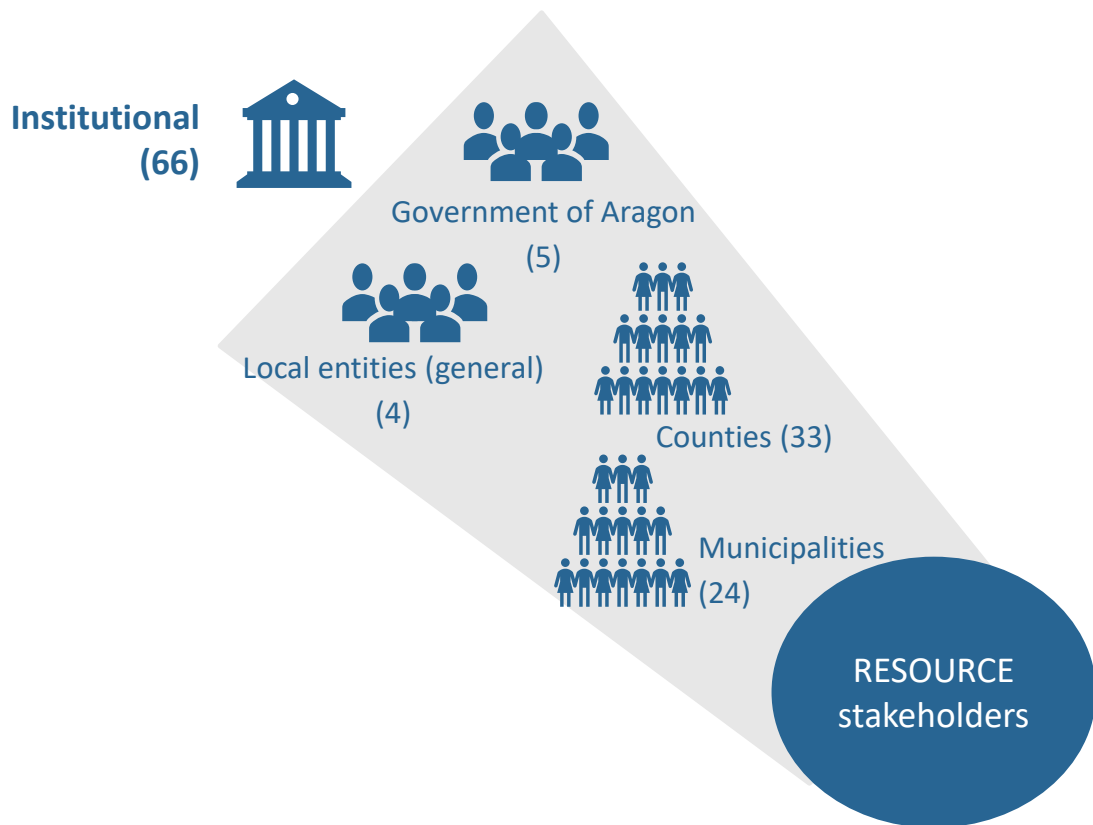 Institutional
(66)
Government of Aragon
(5)
Local entities (general)
(4)
Counties (33)
Municipalities
(24)
RESOURCE
stakeholders